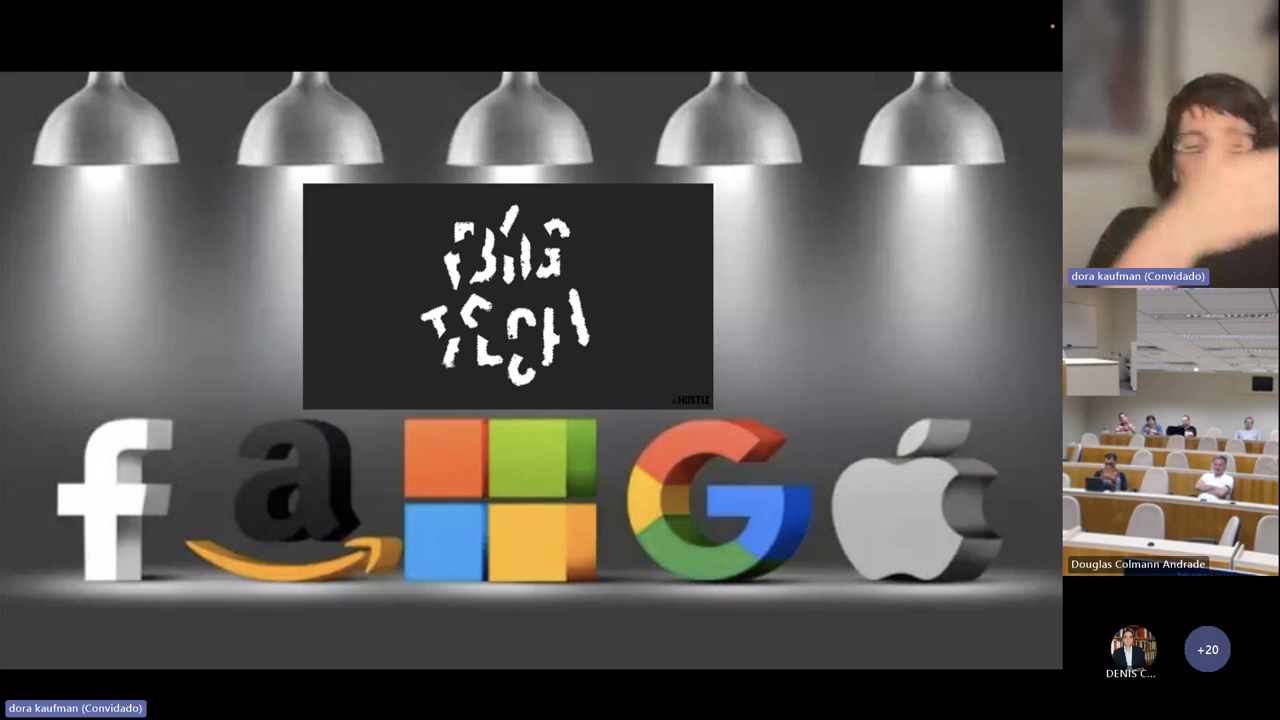 BIG
TECH
HUSTLE
f
a
G
dora kaufman (Convidado)
Douglas Colmann Andrade
DENIS C...
+20
dora kaufman (Convidado)